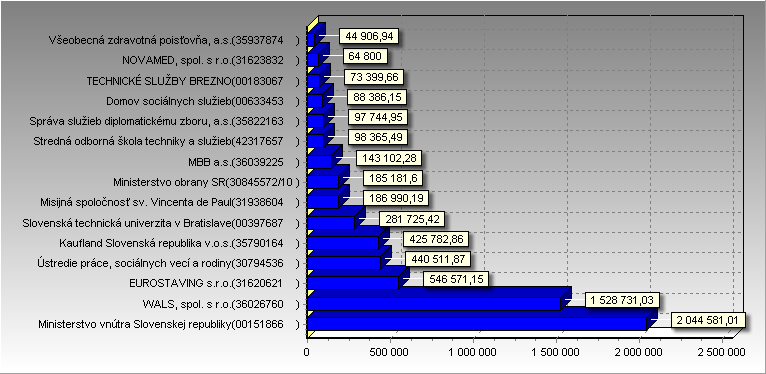 Všeobecná zdravotná poisťovňa, a.s.(35937874 ) 44 906,94
NOVAMED, spol. s r.o.(31623832 ) 64 800
TECHNICKÉ SLUŽBY BREZNO(00183067 ) 73 399,66
Domov sociálnych služieb(00633453 ) 88 386,15
Správa služieb diplomatickému zboru, a.s.(35822163 ) 97 744,95
Stredná odborná škola techniky a služieb(42317657 ) 98 365,49
MBB a.s.(36039225 ) 143 102,28
Ministerstvo obrany SR(30845572/10 ) 185 181,6
Misijná spoločnosť sv. Vincenta de Paul(31938604 ) 186 990,19
Slovenská technická univerzita v Bratislave(00397687 ) 281 725,42
Kaufland Slovenská republika v.o.s.(35790164 ) 425 782,86
Ústredie práce, sociálnych vecí a rodiny(30794536 ) 440 511,87
EUROSTAVING s.r.o.(31620621 ) 546 571,15
WALS, spol. s r.o.(36026760 ) 1 528 731,03
Ministerstvo vnútra Slovenskej republiky(00151866 ) 2 044 581,01
0 500 000 1 000 000 1 500 000 2 000 000 2 500 000